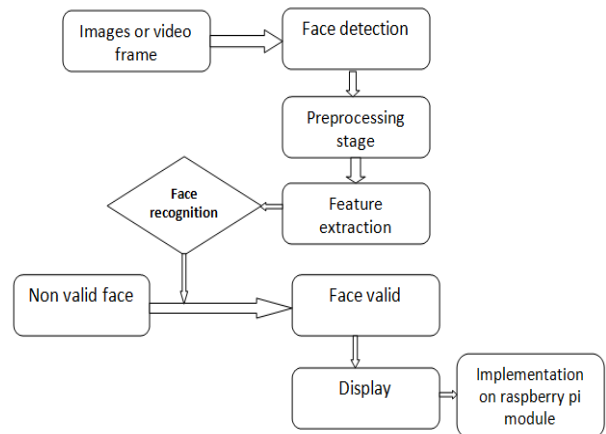 Images or video
frame
Face detection
Preprocessing
stage
Feature
extraction
Face
recognition
Non valid face
Face valid
Display
Implementation
on raspberry pi
module